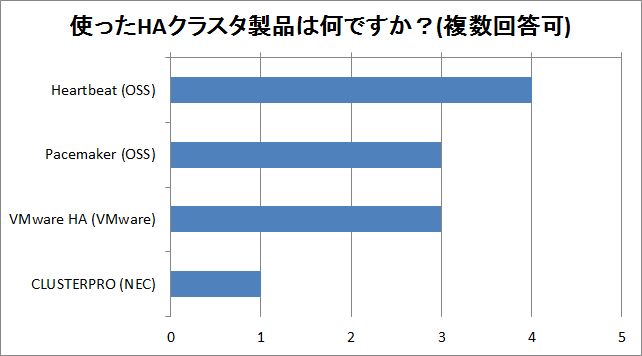 使ったHAクラスタ製品は何ですか？(複数回答可)
Heartbeat (OSS)
Pacemaker (OSS)
VMware HA (VMware)
CLUSTERPRO (NEC)
0 1 2 3 4 5